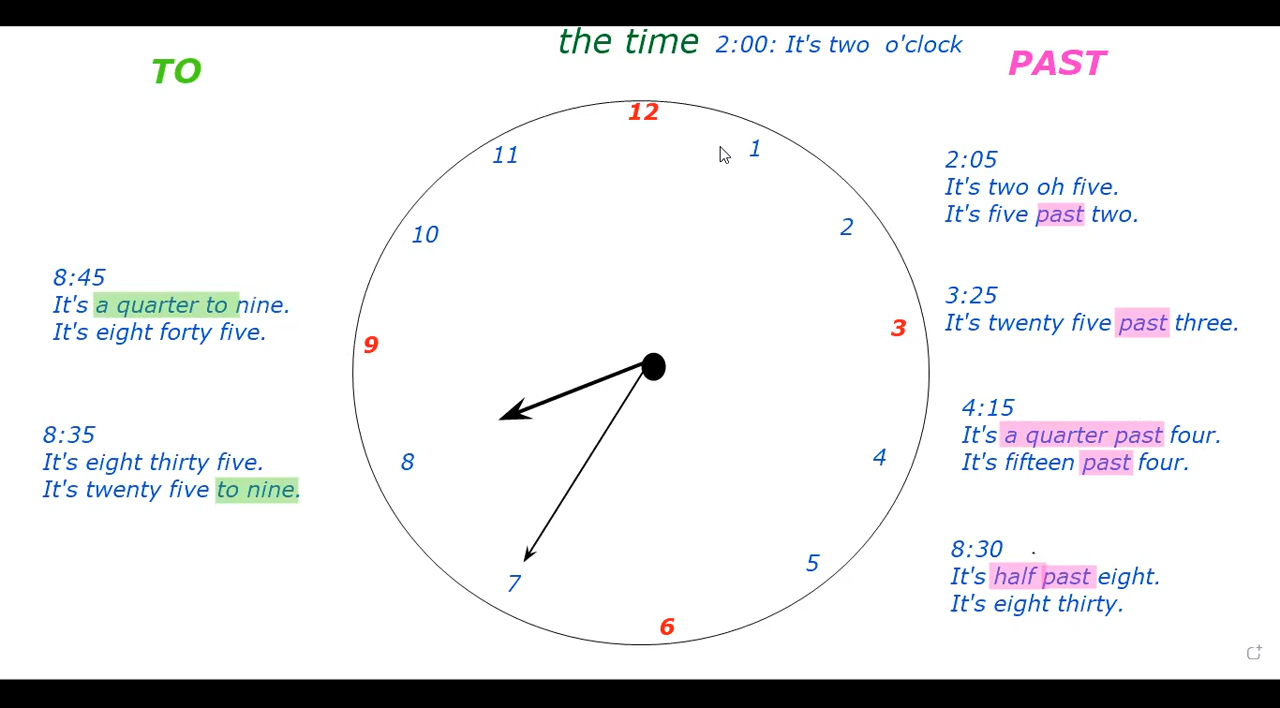 the time 2:00: It's two o'clock
TO
PAST
12
11
1
10
2
9
3
8
4
7
5
6
8:45
It's a quarter to nine.
It's eight forty five.
8:35
It's eight thirty five.
It's twenty five to nine.
2:05
It's two oh five.
It's five past two.
3:25
It's twenty five past three.
4:15
It's a quarter past four.
It's fifteen past four.
8:30
It's half past eight.
It's eight thirty.